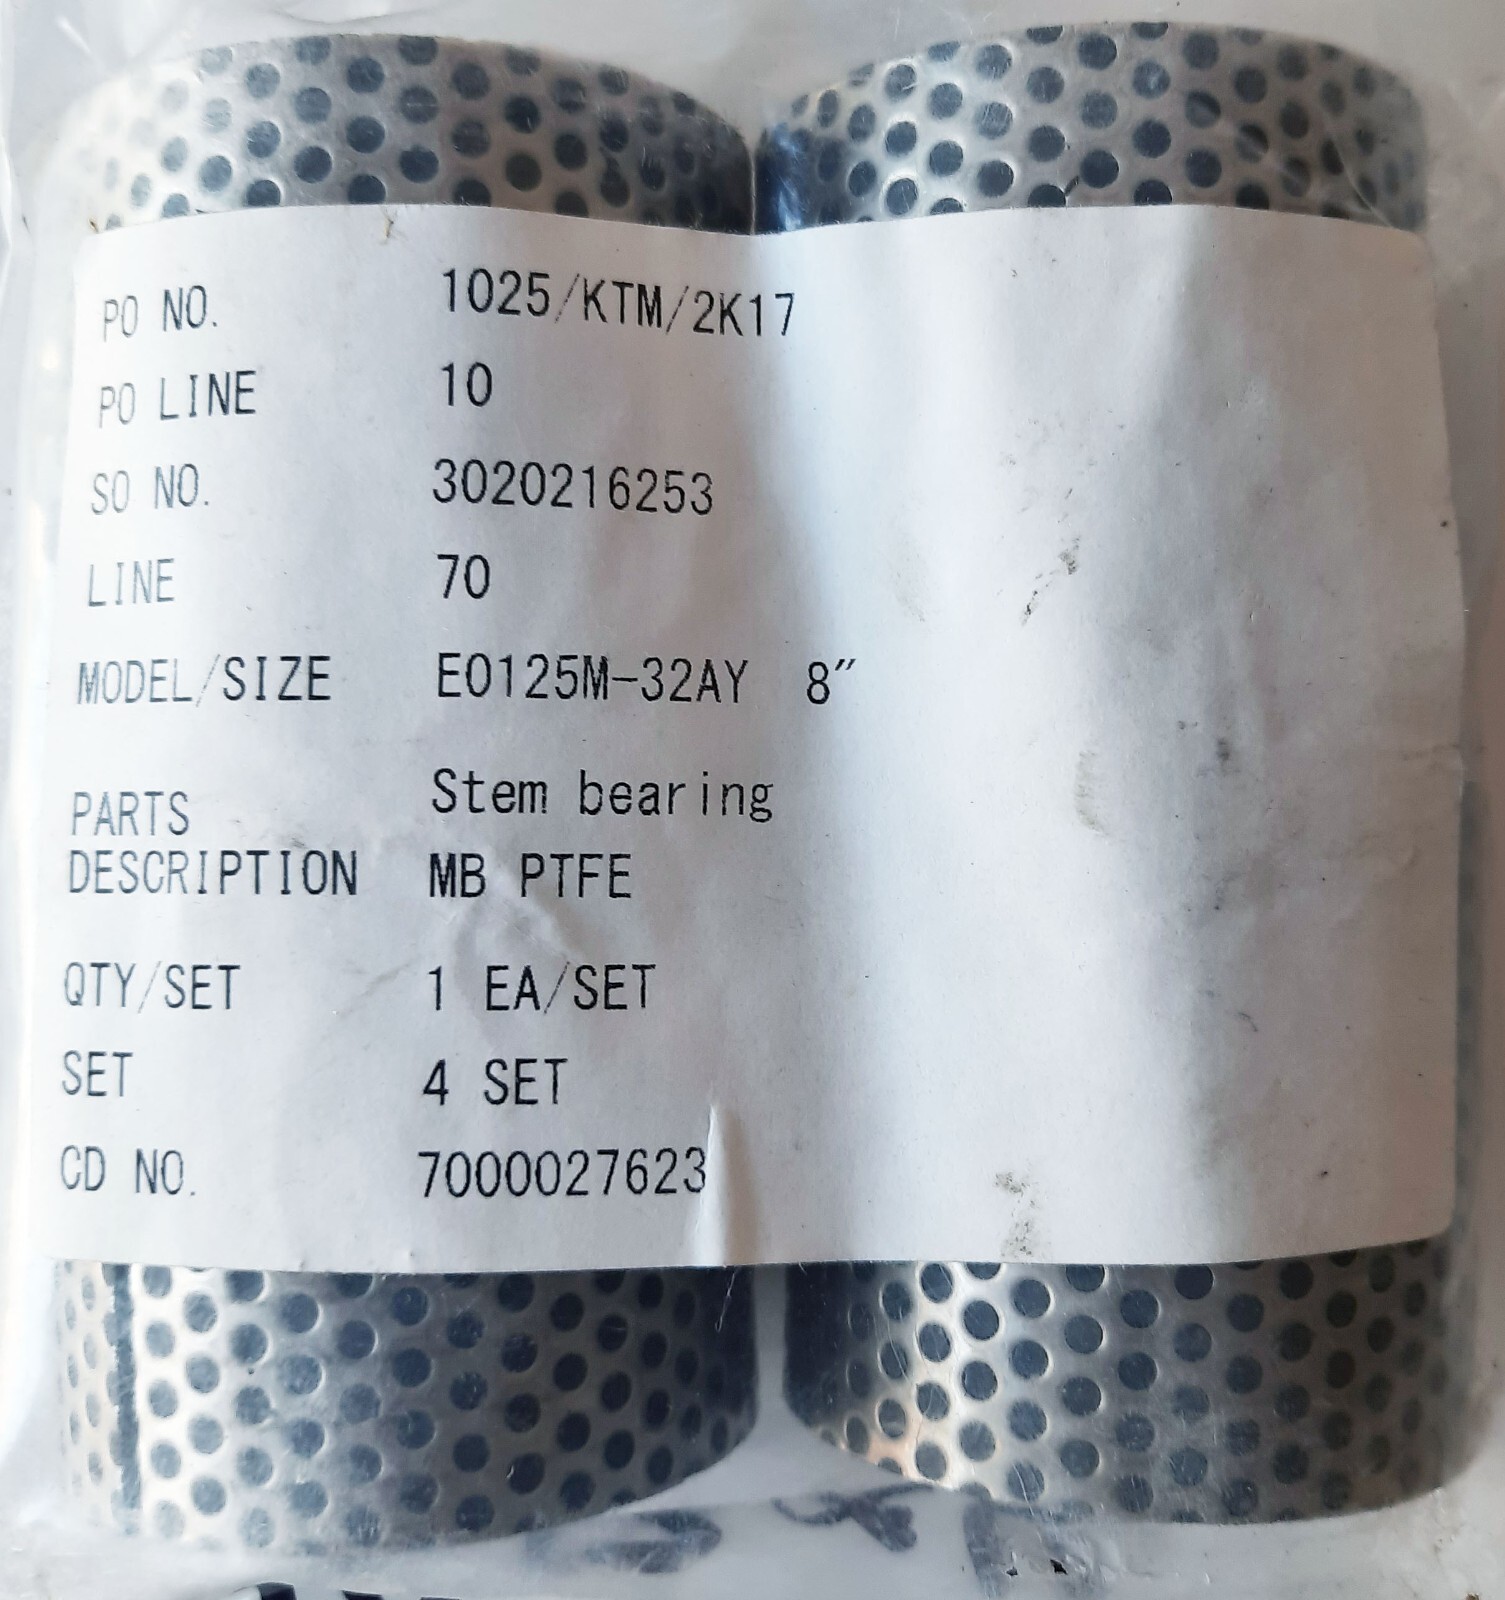 PO NO. 1025/KTM/2K17
PO LINE 10
SO NO. 3020216253
LINE 70
MODEL/SIZE E0125M-32AY 8″
PARTS DESCRIPTION Stem bearing
MB PTFE
QTY/SET 1 EA/SET
SET 4 SET
CD NO. 7000027623